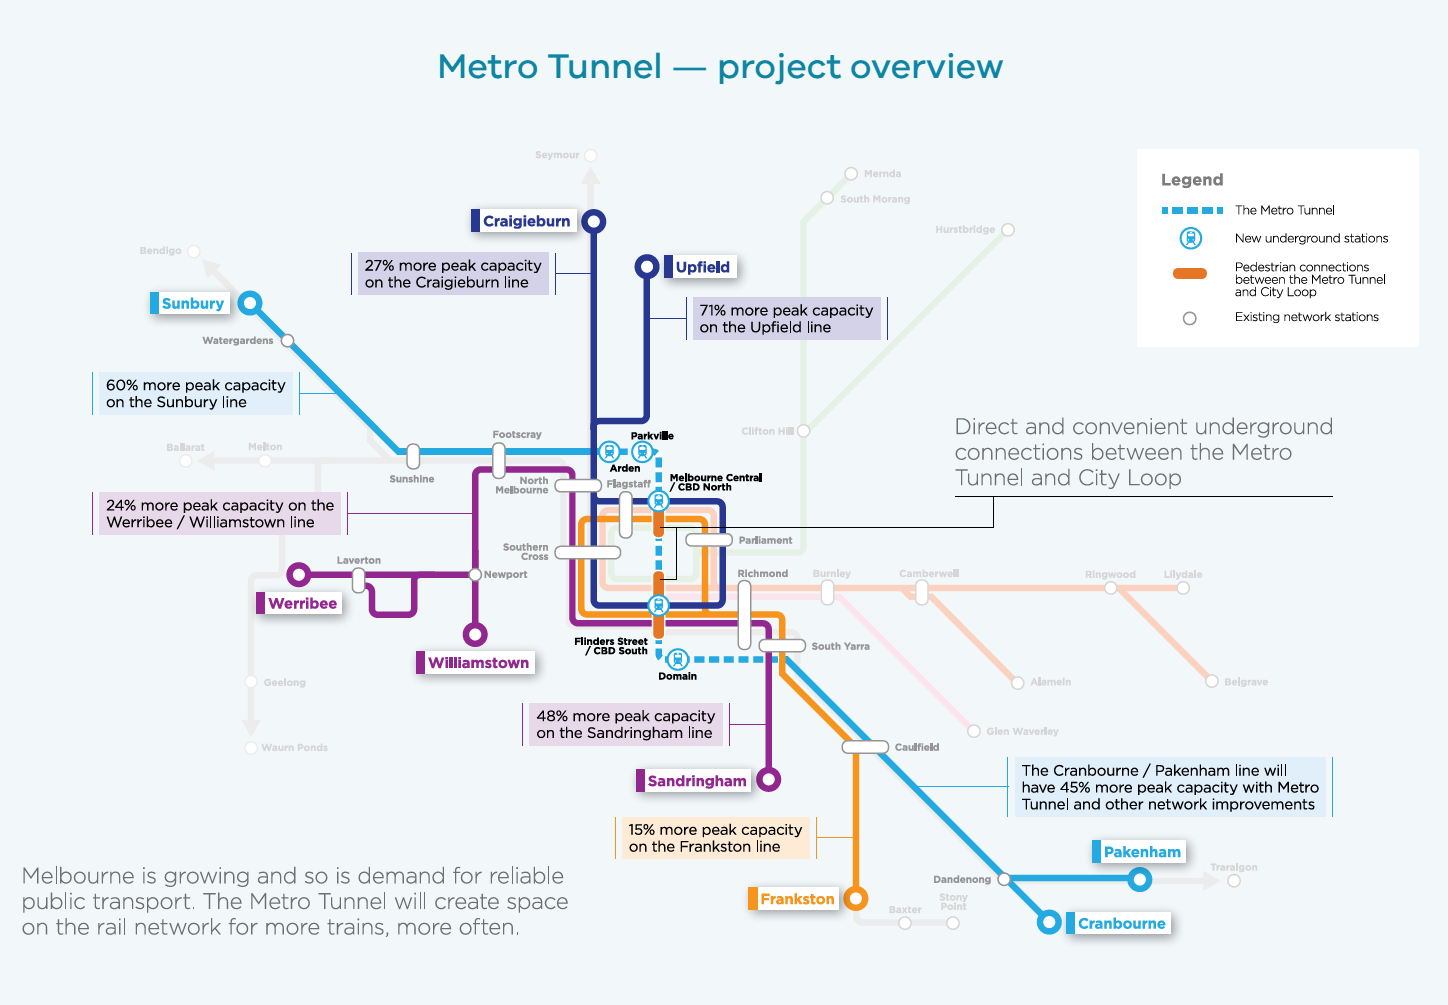 Metro Tunnel — project overview
Seymour
Mernda
South Morang
Hurstbridge
Bendigo
Craigieburn
27% more peak capacity
on the Craigieburn line
Upfield
71% more peak capacity
on the Upfield line
Legend
The Metro Tunnel
New underground stations
Pedestrian connections
between the Metro Tunnel
and City Loop
Existing network stations
Sunbury
Watergardens
60% more peak capacity
on the Sunbury line
Ballarat
Melton
Sunshine
Footscray
Clifton Hill
Parkville
Arden
North
Melbourne
Flagstaff
Melbourne Central
/ CBD North
Direct and convenient underground
connections between the Metro
Tunnel and City Loop
24% more peak capacity on the
Werribee / Williamstown line
Southern
Cross
Parliament
Laverton
Newport
Werribee
Williamstown
Richmond
Burnley
Camberwell
Ringwood
Lilydale
Flinders Street
/ CBD South
South Yarra
Domain
Geelong
Waurn Ponds
Alamein
Belgrave
Glen Waverley
48% more peak capacity
on the Sandringham line
Sandringham
Caulfield
The Cranbourne / Pakenham line will
have 45% more peak capacity with Metro
Tunnel and other network improvements
15% more peak capacity
on the Frankston line
Frankston
Pakenham
Traralgon
Dandenong
Baxter
Stony
Point
Cranbourne
Melbourne is growing and so is demand for reliable
public transport. The Metro Tunnel will create space
on the rail network for more trains, more often.